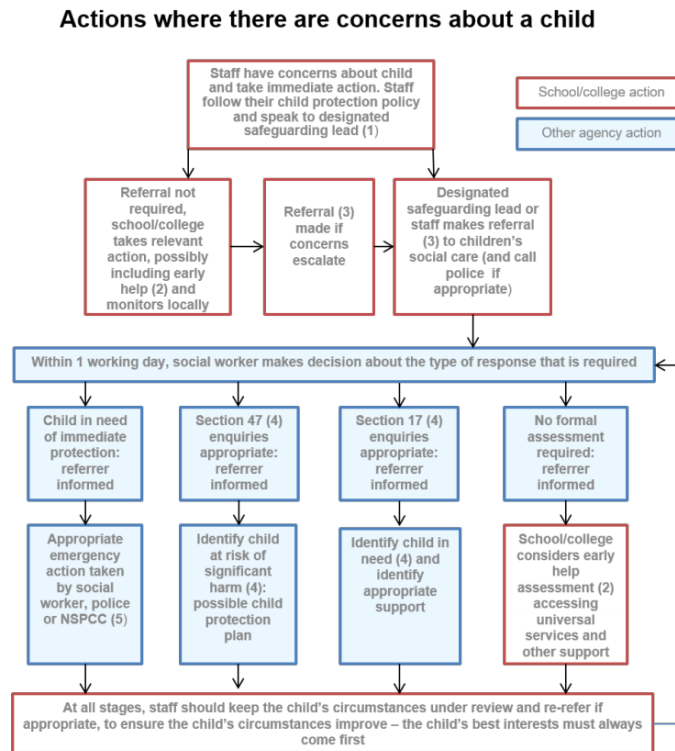 Actions where there are concerns about a child
Staff have concerns about child
and take immediate action. Staff
follow their child protection policy
and speak to designated
safeguarding lead (1)
School/college action
Other agency action
Referral not
required,
school/college
takes relevant
action, possibly
including early
help (2) and
monitors locally
Referral (3)
made if
concerns
escalate
Designated
safeguarding lead or
staff makes referral
(3) to children’s
social care (and call
police if
appropriate)
Within 1 working day, social worker makes decision about the type of response that is required
Child in need
of immediate
protection:
referrer
informed
Section 47 (4)
enquiries
appropriate:
referrer
informed
Section 17 (4)
enquiries
appropriate:
referrer
informed
No formal
assessment
required:
referrer
informed
Appropriate
emergency
action taken
by social
worker, police
or NSPCC (5)
Identify child
at risk of
significant
harm (4):
possible child
protection
plan
Identify child in
need (4) and
identify
appropriate
support
School/college
considers early
help
assessment (2)
accessing
universal
services and
other support
At all stages, staff should keep the child’s circumstances under review and re-refer if
appropriate, to ensure the child’s circumstances improve – the child’s best interests must always
come first